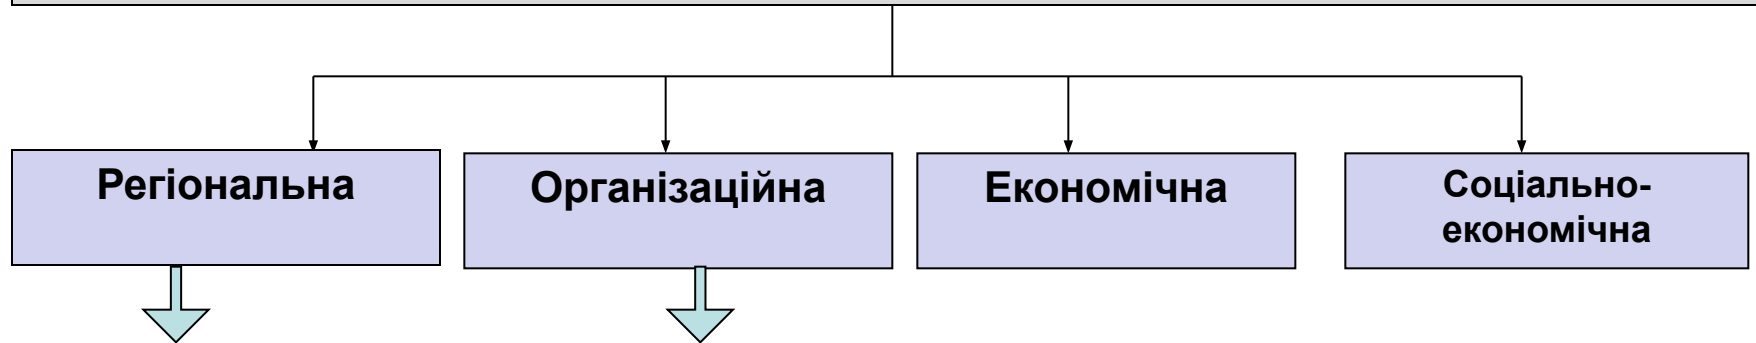 Регіональна
Організаційна
Економічна
Соціально-
економічна